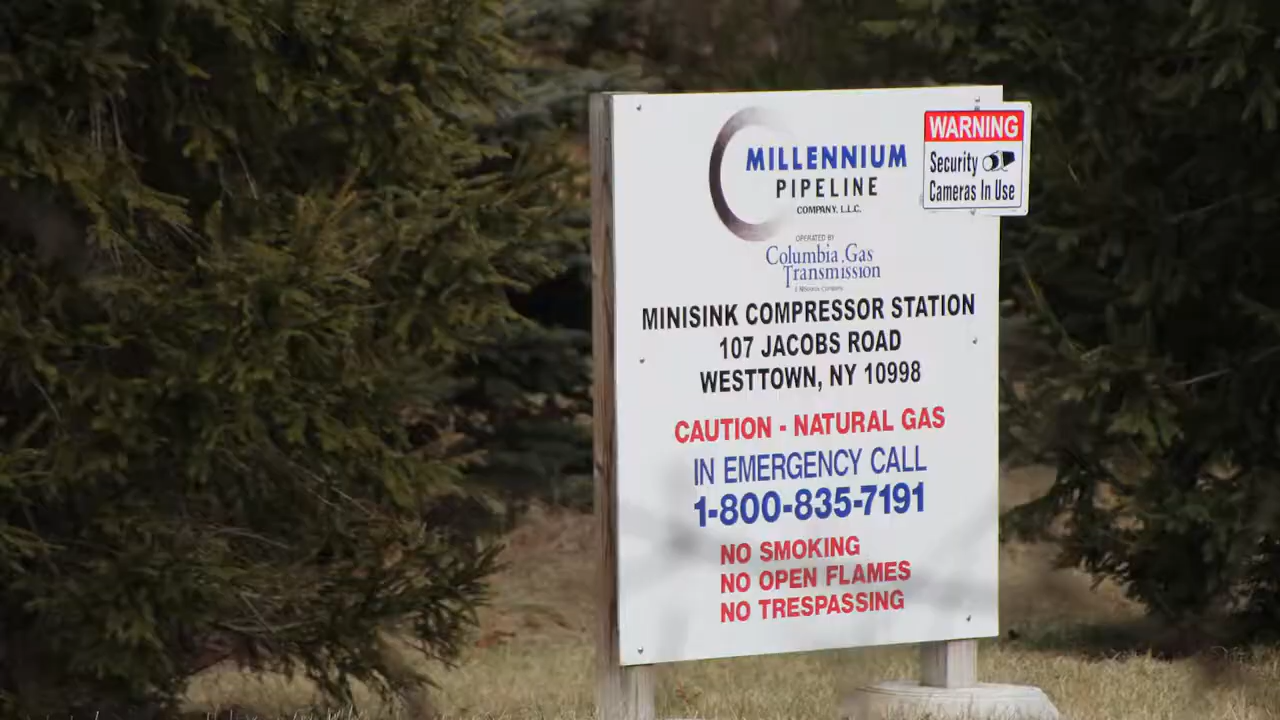 MILLENNIUM
PIPELINE
COMPANY, L.L.C.
WARNING
Security
Cameras In Use
OPERATED BY
Columbia Gas
Transmission
MINISINK COMPRESSOR STATION
107 JACOBS ROAD
WESTTOWN, NY 10998
CAUTION - NATURAL GAS
IN EMERGENCY CALL
1-800-835-7191
NO SMOKING
NO OPEN FLAMES
NO TRESPASSING